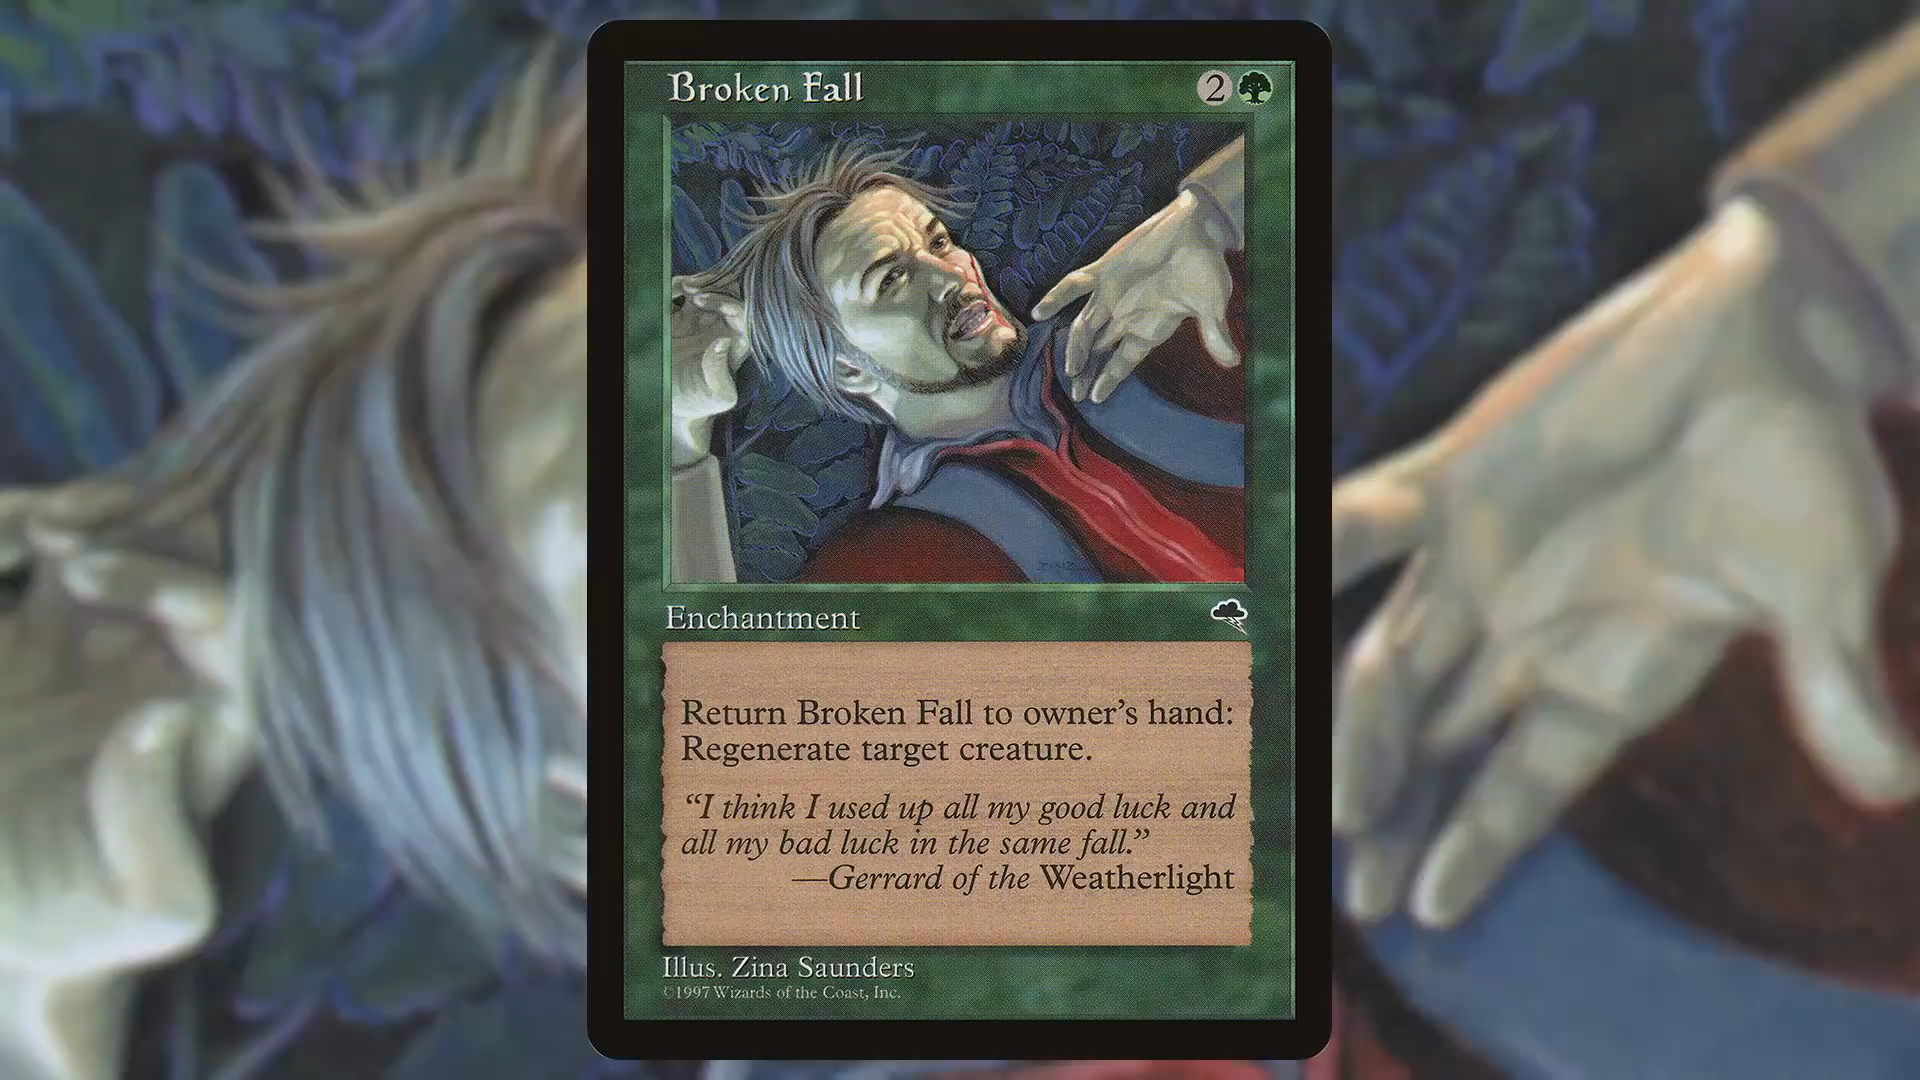 Broken Fall
2
Enchantment
Return Broken Fall to owner's hand:
Regenerate target creature.
“I think I used up all my good luck and
all my bad luck in the same fall.”
—Gerrard of the Weatherlight
Illus. Zina Saunders
©1997 Wizards of the Coast, Inc.